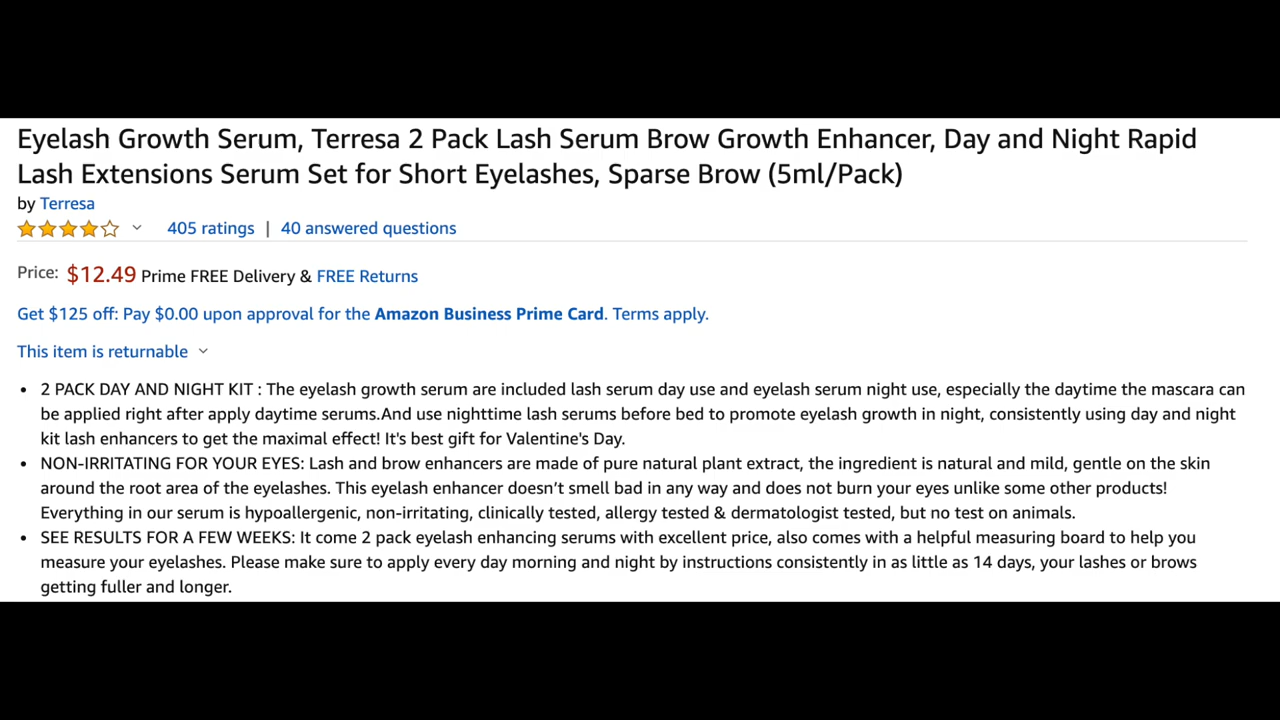 Eyelash Growth Serum, Terresa 2 Pack Lash Serum Brow Growth Enhancer, Day and Night Rapid
Lash Extensions Serum Set for Short Eyelashes, Sparse Brow (5ml/Pack)
by Terresa
405 ratings | 40 answered questions
Price: $12.49 Prime FREE Delivery & FREE Returns
Get $125 off: Pay $0.00 upon approval for the Amazon Business Prime Card. Terms apply.
This item is returnable
• 2 PACK DAY AND NIGHT KIT : The eyelash growth serum are included lash serum day use and eyelash serum night use, especially the daytime the mascara can
be applied right after apply daytime serums.And use nighttime lash serums before bed to promote eyelash growth in night, consistently using day and night
kit lash enhancers to get the maximal effect! It's best gift for Valentine's Day.
• NON-IRRITATING FOR YOUR EYES: Lash and brow enhancers are made of pure natural plant extract, the ingredient is natural and mild, gentle on the skin
around the root area of the eyelashes. This eyelash enhancer doesn’t smell bad in any way and does not burn your eyes unlike some other products!
Everything in our serum is hypoallergenic, non-irritating, clinically tested, allergy tested & dermatologist tested, but no test on animals.
• SEE RESULTS FOR A FEW WEEKS: It come 2 pack eyelash enhancing serums with excellent price, also comes with a helpful measuring board to help you
measure your eyelashes. Please make sure to apply every day morning and night by instructions consistently in as little as 14 days, your lashes or brows
getting fuller and longer.